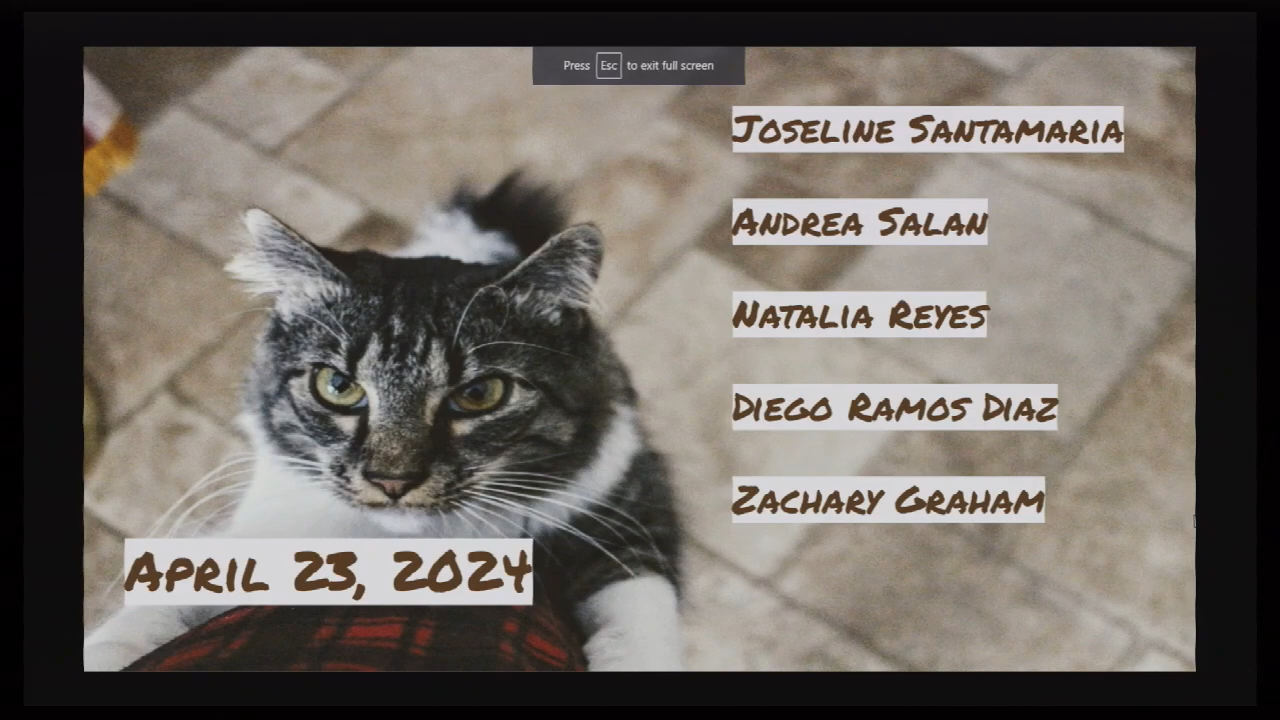 Press Esc to exit full screen
JOSELINE SANTAMARIA
ANDREA SALAN
NATALIA REYES
DIEGO RAMOS DIAZ
ZACHARY GRAHAM
APRIL 23, 2024